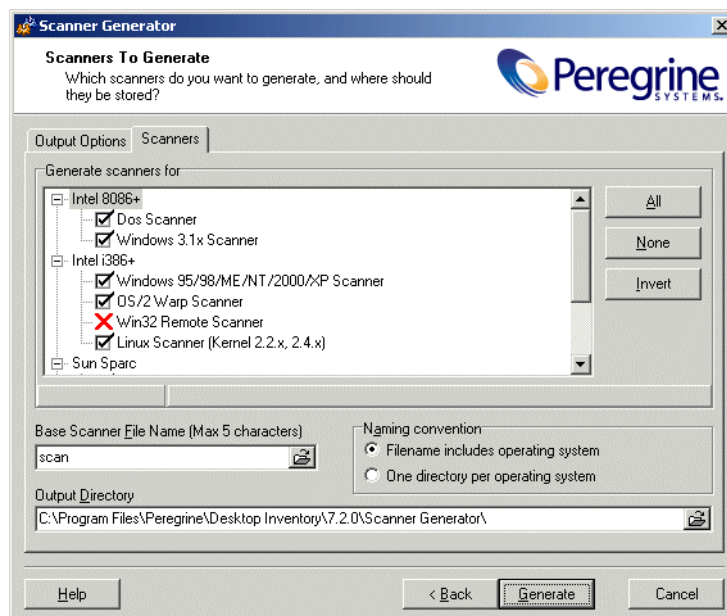 Scanner Generator
Scanners To Generate
Which scanners do you want to generate, and where should
they be stored?
Peregrine
SYSTEMS.
Output Options
Scanners
Generate scanners for
Intel 8086+
Dos Scanner
Windows 3.1x Scanner
Intel i386+
Windows 95/98/ME/NT/2000/XP Scanner
OS/2 Warp Scanner
Win32 Remote Scanner
Linux Scanner (Kernel 2.2.x, 2.4.x)
Sun Sparc
All
None
Invert
Base Scanner File Name (Max 5 characters)
scan
Naming convention
Filename includes operating system
One directory per operating system
Output Directory
C:\Program Files\Peregrine\Desktop Inventory\7.2.0\Scanner Generator\
Help
< Back
Generate
Cancel